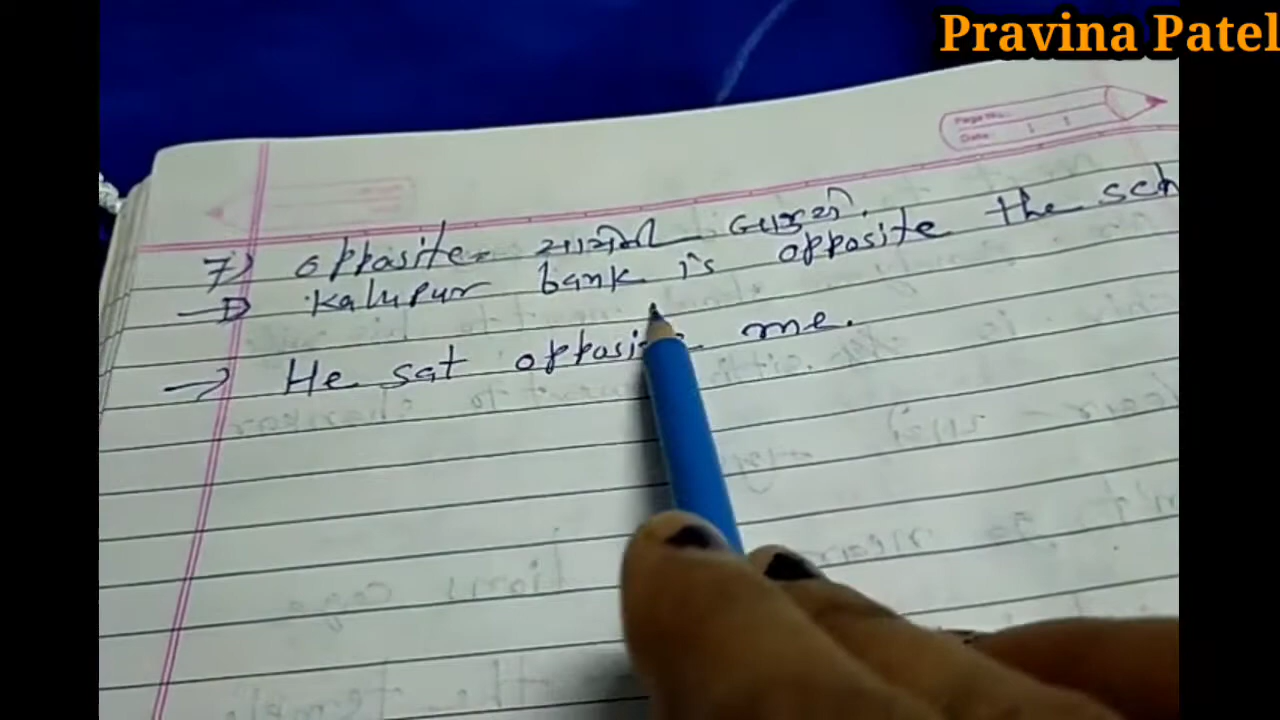 Pravina Patel
7) opposite- સામેની બાજુએ.
→ kalupur bank is opposite the sch
→ He sat opposite me.